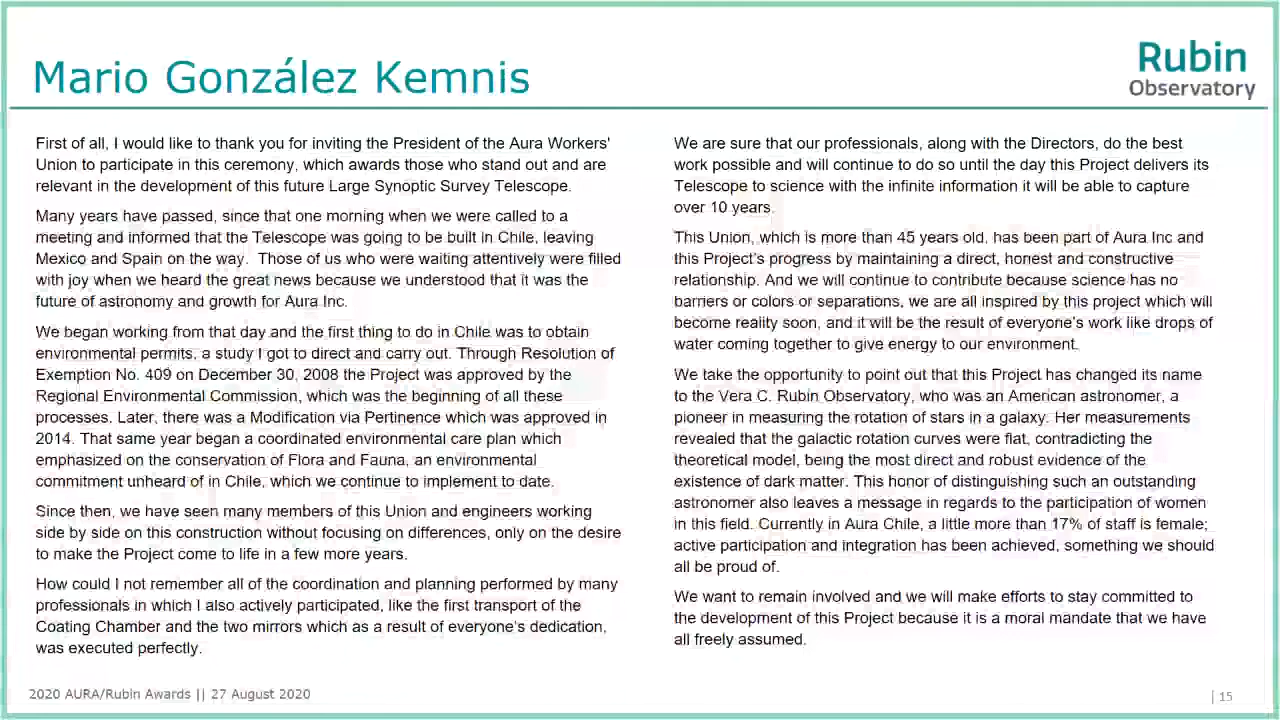 Mario González Kemnis
Rubin
Observatory
First of all, I would like to thank you for inviting the President of the Aura Workers'
Union to participate in this ceremony, which awards those who stand out and are
relevant in the development of this future Large Synoptic Survey Telescope.
Many years have passed, since that one morning when we were called to a
meeting and informed that the Telescope was going to be built in Chile, leaving
Mexico and Spain on the way. Those of us who were waiting attentively were filled
with joy when we heard the great news because we understood that it was the
future of astronomy and growth for Aura Inc.
We began working from that day and the first thing to do in Chile was to obtain
environmental permits, a study I got to direct and carry out. Through Resolution of
Exemption No. 409 on December 30, 2008 the Project was approved by the
Regional Environmental Commission, which was the beginning of all these
processes. Later, there was a Modification via Pertinence which was approved in
2014. That same year began a coordinated environmental care plan which
emphasized on the conservation of Flora and Fauna, an environmental
commitment unheard of in Chile, which we continue to implement to date.
Since then, we have seen many members of this Union and engineers working
side by side on this construction without focusing on differences, only on the desire
to make the Project come to life in a few more years.
How could I not remember all of the coordination and planning performed by many
professionals in which I also actively participated, like the first transport of the
Coating Chamber and the two mirrors which as a result of everyone's dedication,
was executed perfectly.
We are sure that our professionals, along with the Directors, do the best
work possible and will continue to do so until the day this Project delivers its
Telescope to science with the infinite information it will be able to capture
over 10 years.
This Union, which is more than 45 years old, has been part of Aura Inc and
this Project's progress by maintaining a direct, honest and constructive
relationship. And we will continue to contribute because science has no
barriers or colors or separations, we are all inspired by this project which will
become reality soon, and it will be the result of everyone's work like drops of
water coming together to give energy to our environment.
We take the opportunity to point out that this Project has changed its name
to the Vera C. Rubin Observatory, who was an American astronomer, a
pioneer in measuring the rotation of stars in a galaxy. Her measurements
revealed that the galactic rotation curves were flat, contradicting the
theoretical model, being the most direct and robust evidence of the
existence of dark matter. This honor of distinguishing such an outstanding
astronomer also leaves a message in regards to the participation of women
in this field. Currently in Aura Chile, a little more than 17% of staff is female;
active participation and integration has been achieved, something we should
all be proud of.
We want to remain involved and we will make efforts to stay committed to
the development of this Project because it is a moral mandate that we have
all freely assumed.
2020 AURA/Rubin Awards || 27 August 2020
| 15